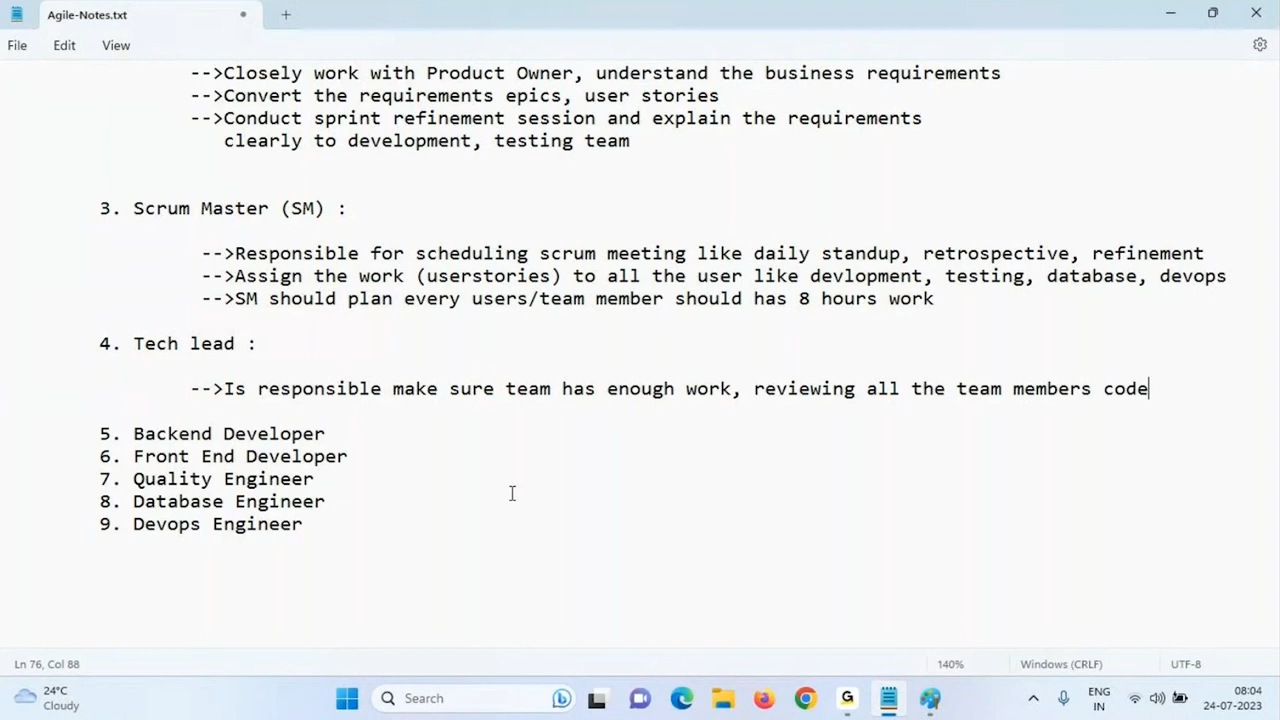 Agile-Notes.txt
File Edit View
-->Closely work with Product Owner, understand the business requirements
-->Convert the requirements epics, user stories
-->Conduct sprint refinement session and explain the requirements
clearly to development, testing team
3. Scrum Master (SM) :
-->Responsible for scheduling scrum meeting like daily standup, retrospective, refinement
-->Assign the work (userstories) to all the user like devlopment, testing, database, devops
-->SM should plan every users/team member should has 8 hours work
4. Tech lead :
-->Is responsible make sure team has enough work, reviewing all the team members code
5. Backend Developer
6. Front End Developer
7. Quality Engineer
8. Database Engineer
9. Devops Engineer
Ln 76, Col 88 140% Windows (CRLF) UTF-8
24°C
Cloudy
Search
ENG
IN
08:04
24-07-2023